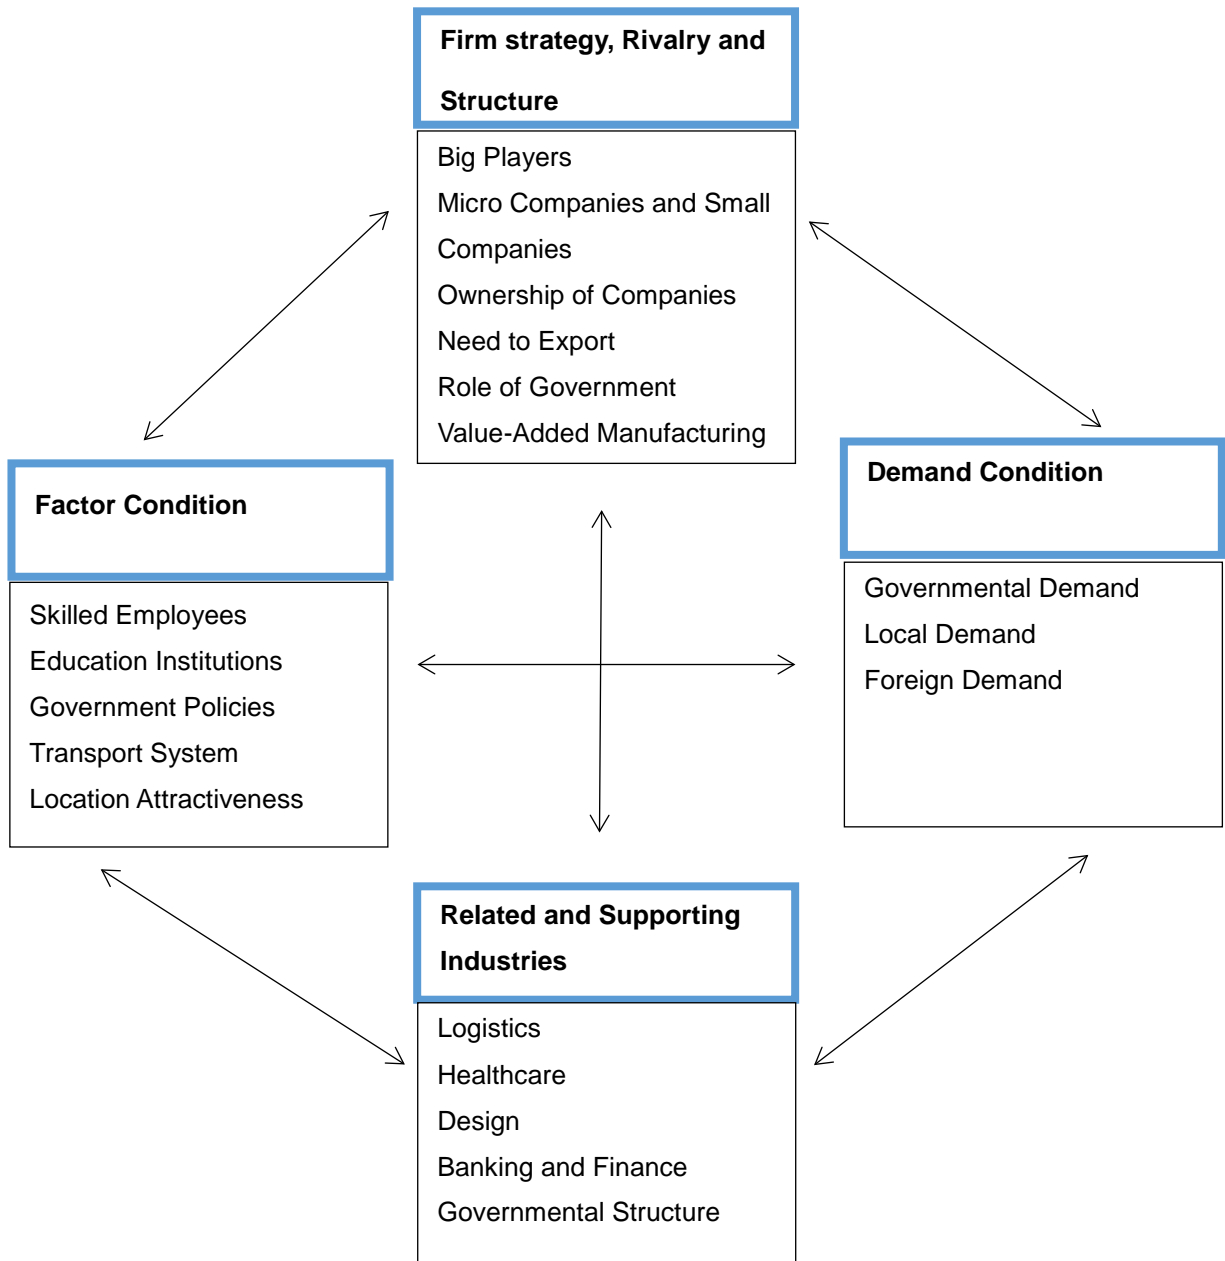 Firm strategy, Rivalry and
Structure
Big Players
Micro Companies and Small
Companies
Ownership of Companies
Need to Export
Role of Government
Value-Added Manufacturing
Factor Condition
Skilled Employees
Education Institutions
Government Policies
Transport System
Location Attractiveness
Demand Condition
Governmental Demand
Local Demand
Foreign Demand
Related and Supporting
Industries
Logistics
Healthcare
Design
Banking and Finance
Governmental Structure